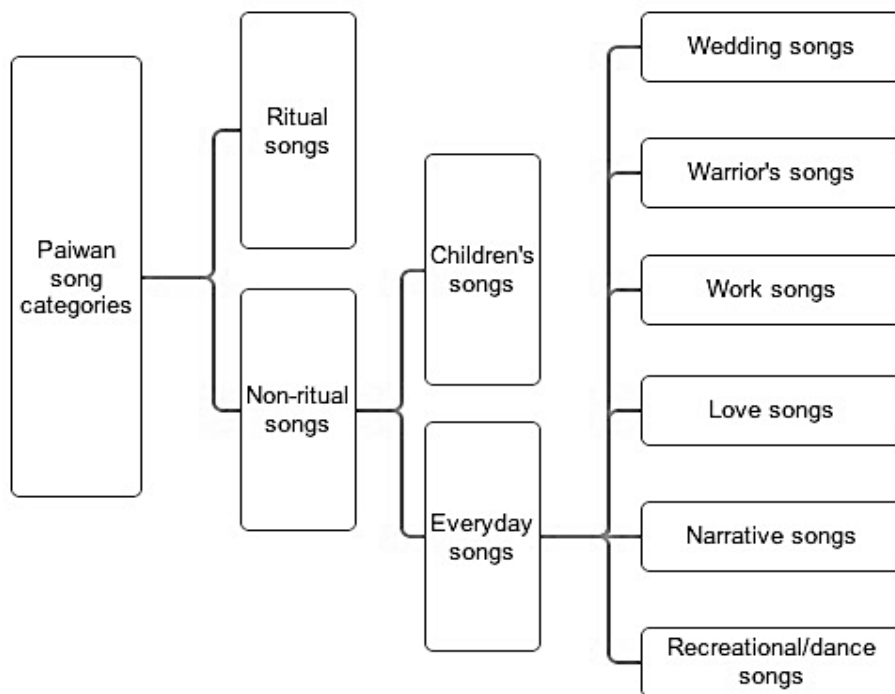 Paiwan
song
categories
Ritual
songs
Non-ritual
songs
Children's
songs
Everyday
songs
Wedding songs
Warrior's songs
Work songs
Love songs
Narrative songs
Recreational/dance
songs